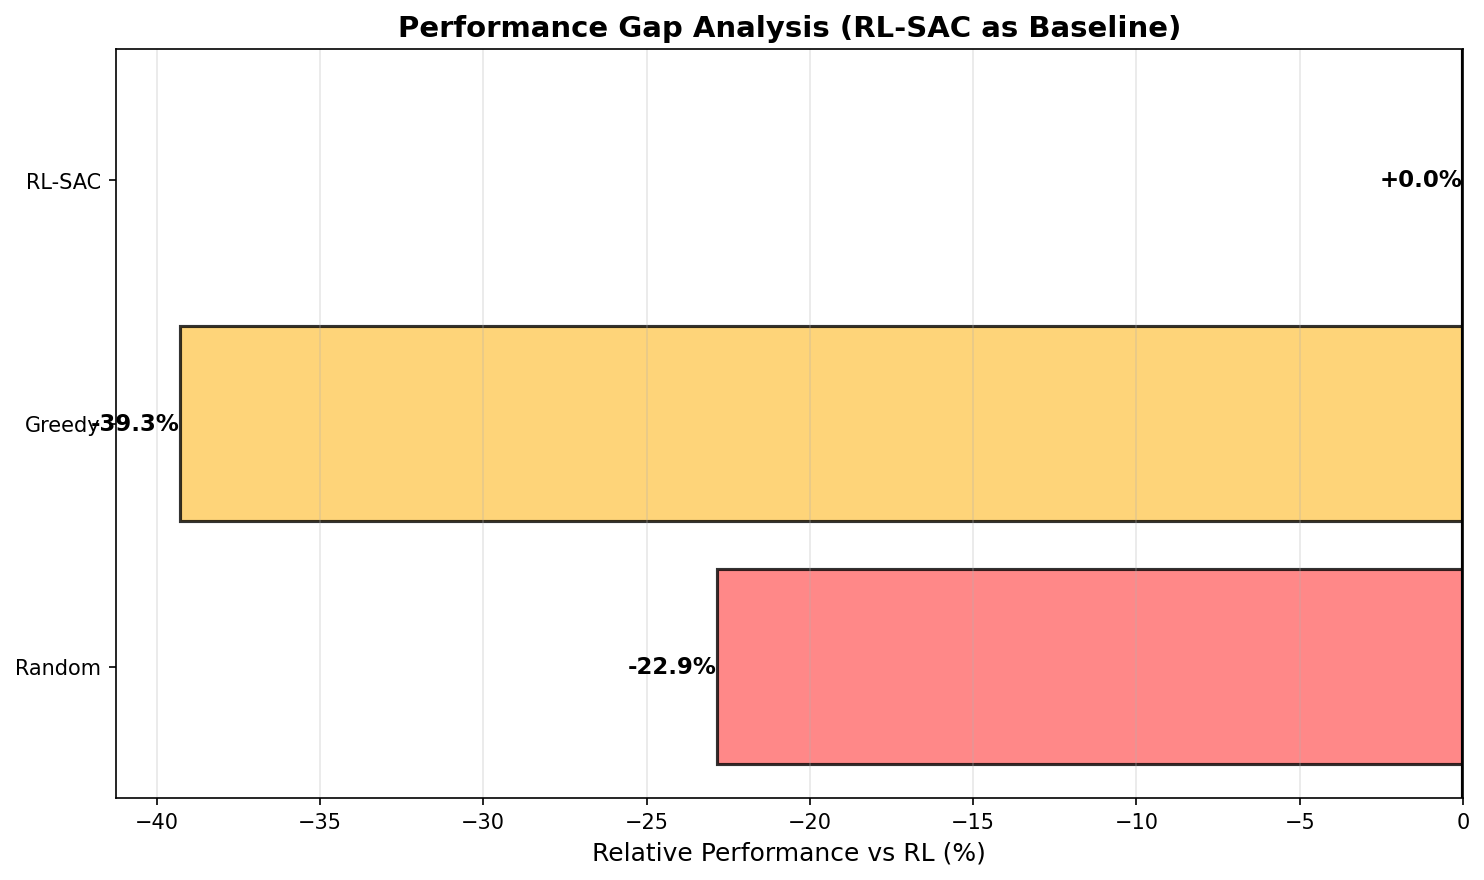 Performance Gap Analysis (RL-SAC as Baseline)
RL-SAC
+0.0%
Greedy
-39.3%
Random
-22.9%
−40 −35 −30 −25 −20 −15 −10 −5 0
Relative Performance vs RL (%)